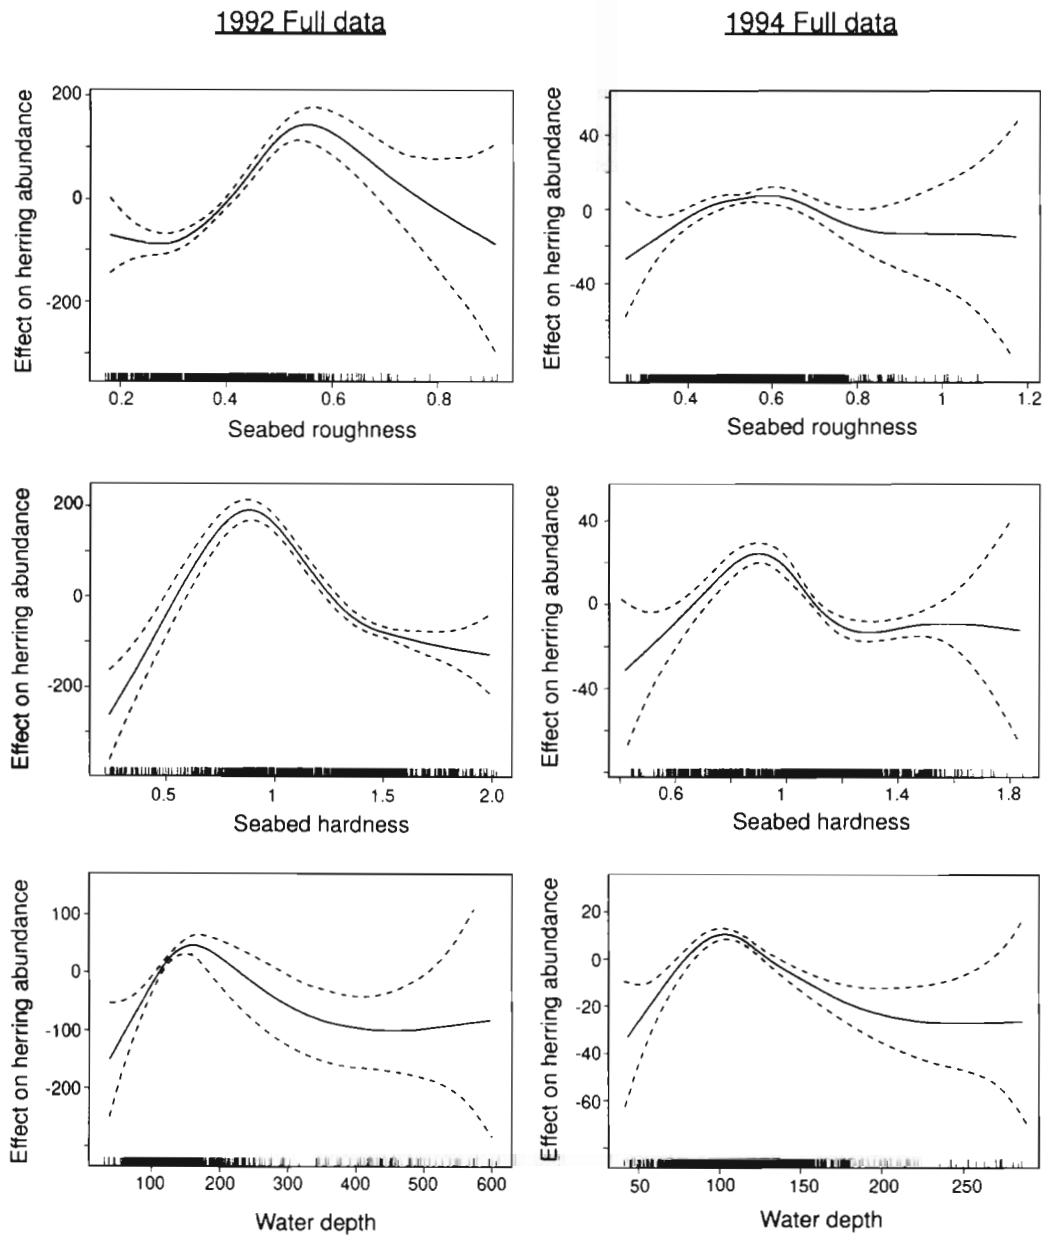 1992 Full data
1994 Full data
Effect on herring abundance
200
0
-200
0.2 0.4 0.6 0.8
Seabed roughness
Effect on herring abundance
40
0
-40
0.4 0.6 0.8 1 1.2
Seabed roughness
Effect on herring abundance
200
0
-200
0.5 1 1.5 2.0
Seabed hardness
Effect on herring abundance
40
0
-40
0.6 1 1.4 1.8
Seabed hardness
Effect on herring abundance
100
0
-100
-200
100 200 300 400 500 600
Water depth
Effect on herring abundance
20
0
-20
-40
-60
50 100 150 200 250
Water depth